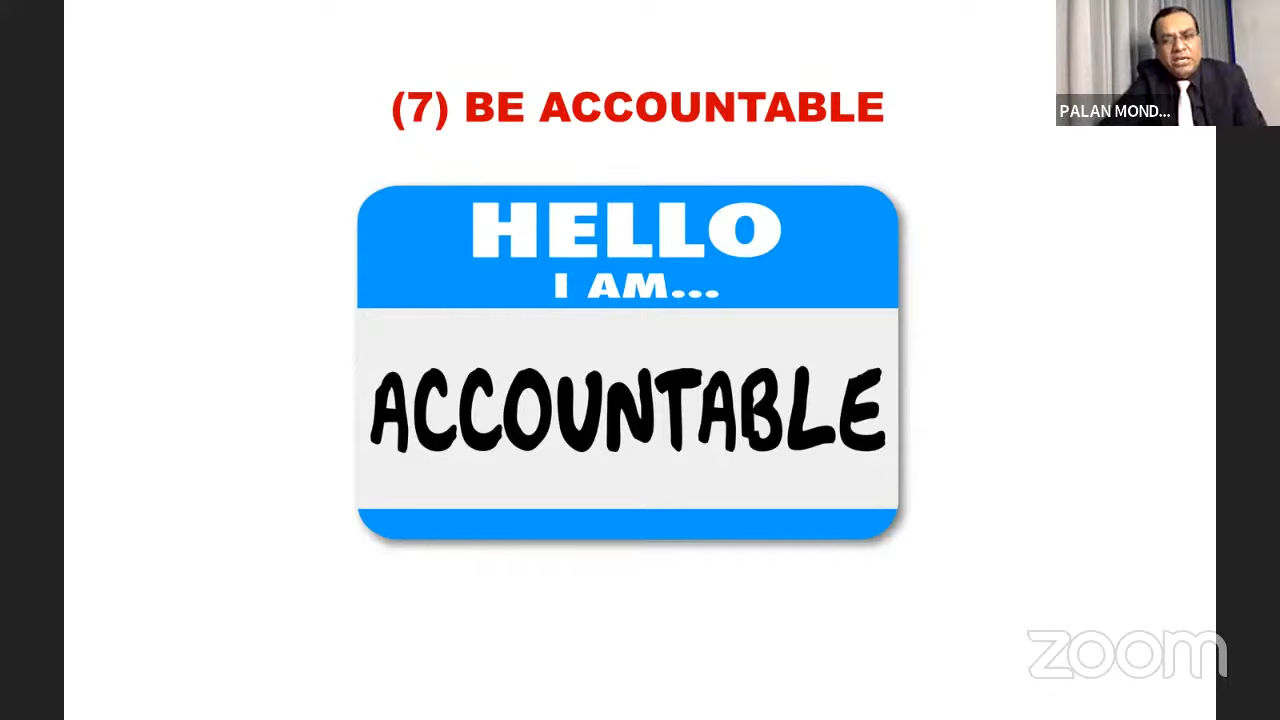 (7) BE ACCOUNTABLE
PALAN MOND...
HELLO
I AM...
ACCOUNTABLE
zoom